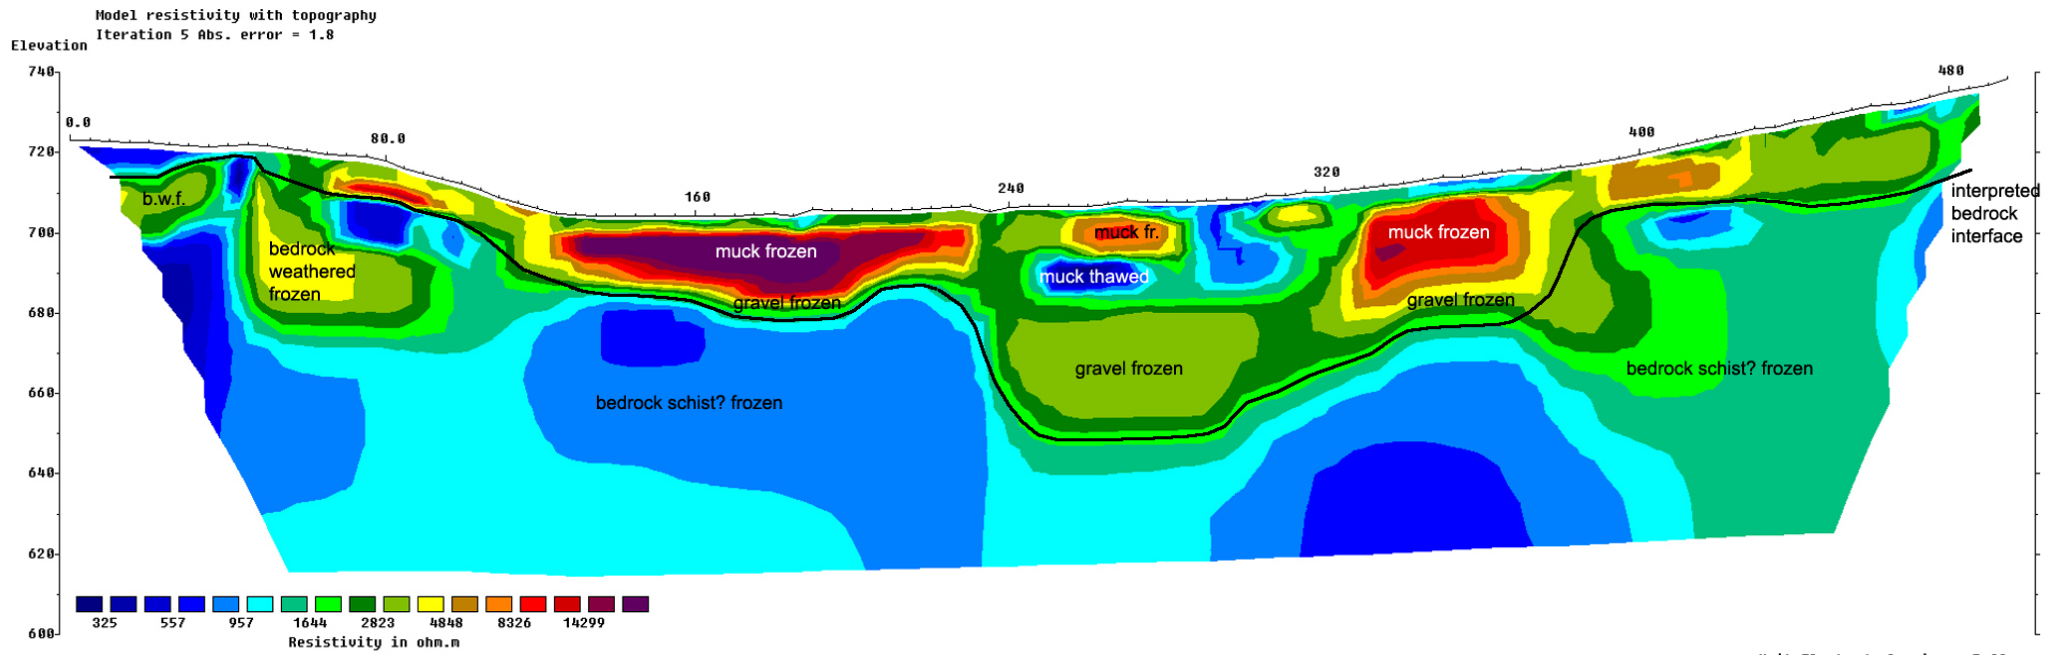 Model resistivity with topography
Iteration 5 Abs. error = 1.8
Elevation
740
480
0.0
80.0
400
720
320
160
240
b.w.f.
interpreted
bedrock
interface
700
muck frozen
muck fr.
muck frozen
bedrock
weathered
frozen
muck thawed
680
gravel frozen
gravel frozen
gravel frozen
bedrock schist? frozen
660
bedrock schist? frozen
640
620
600
325 557 957 1644 2823 4848 8326 14299
Resistivity in ohm.m